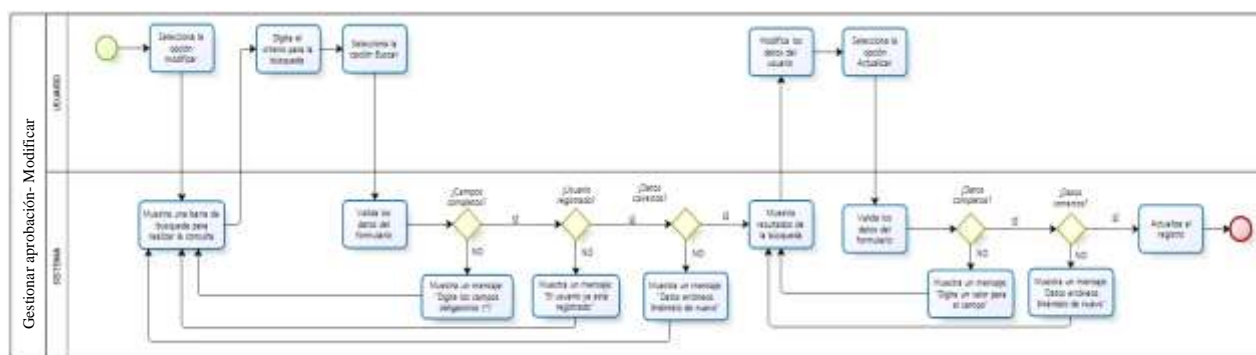 Gestionar aprobación- Modificar
USUARIO
SISTEMA
Selecciona la
opción
modificar
Digita el
criterio para la
búsqueda
Selecciona la
opción Buscar
Modifica los
datos del
usuario
Selecciona la
opción
Actualizar
Muestra una barra de
búsqueda para
realizar la consulta
Valida los
datos del
formulario
¿Campos
completos?
SI
NO
Muestra un mensaje:
"Digite los campos
obligatorios (*)"
¿Usuario
registrado?
SI
NO
Muestra un mensaje:
"El usuario ya está
registrado"
¿Datos
correctos?
SI
NO
Muestra un mensaje:
"Datos erróneos.
Inténtelo de nuevo"
Muestra
resultados de
la búsqueda
Valida los
datos del
formulario
¿Datos
completos?
SI
NO
Muestra un mensaje:
"Digite un valor para
el campo"
¿Datos
correctos?
SI
NO
Muestra un mensaje:
"Datos erróneos.
Inténtelo de nuevo"
Actualiza el
registro